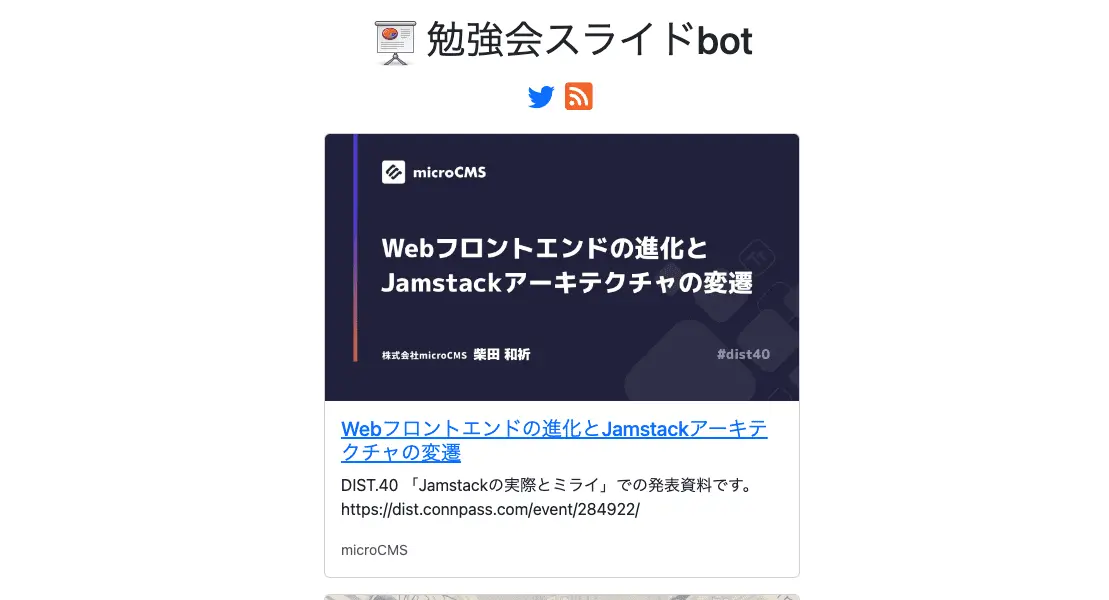 勉強会スライドbot
microCMS
Webフロントエンドの進化と
Jamstackアーキテクチャの変遷
株式会社microCMS 柴田 和祈
#dist40
Webフロントエンドの進化とJamstackアーキテ
クチャの変遷
DIST.40 「Jamstackの実際とミライ」での発表資料です。
https://dist.connpass.com/event/284922/
microCMS